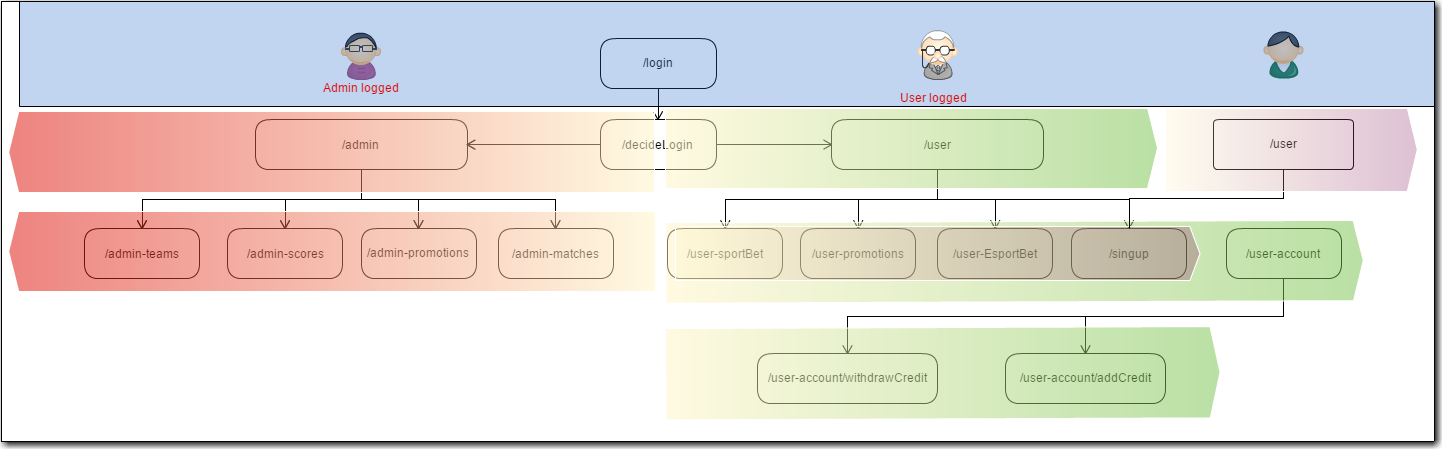 /login
Admin logged
User logged
/admin
/decideLogin
/user
/user
/admin-teams
/admin-scores
/admin-promotions
/admin-matches
/user-sportBet
/user-promotions
/user-EsportBet
/singup
/user-account
/user-account/withdrawCredit
/user-account/addCredit